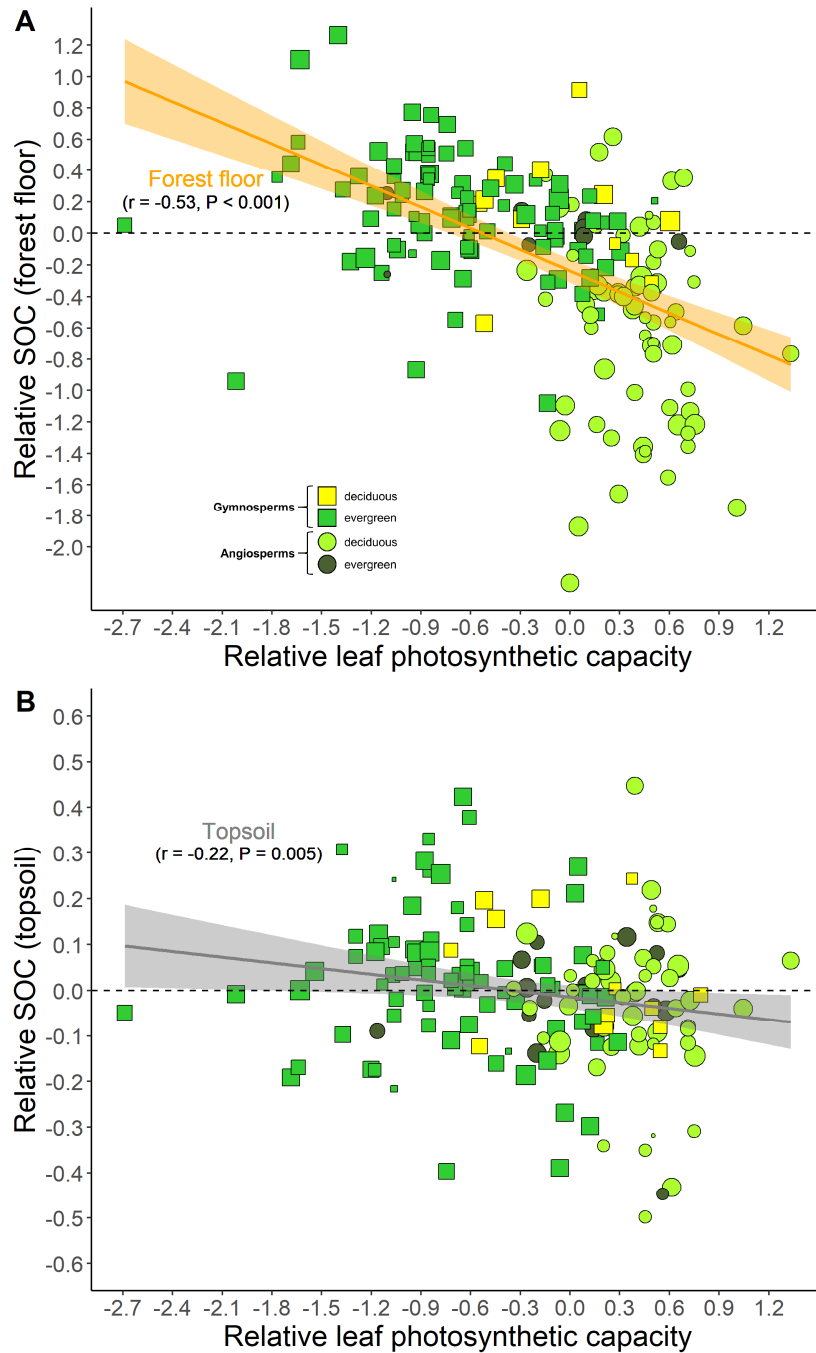 A
Relative SOC (forest floor)
1.2
1.0
0.8
0.6
0.4
0.2
0.0
-0.2
-0.4
-0.6
-0.8
-1.0
-1.2
-1.4
-1.6
-1.8
-2.0
Forest floor
(r = -0.53, P < 0.001)
Gymnosperms
deciduous
evergreen
Angiosperms
deciduous
evergreen
-2.7 -2.4 -2.1 -1.8 -1.5 -1.2 -0.9 -0.6 -0.3 0.0 0.3 0.6 0.9 1.2
Relative leaf photosynthetic capacity
B
Relative SOC (topsoil)
0.6
0.5
0.4
0.3
0.2
0.1
0.0
-0.1
-0.2
-0.3
-0.4
-0.5
-0.6
Topsoil
(r = -0.22, P = 0.005)
-2.7 -2.4 -2.1 -1.8 -1.5 -1.2 -0.9 -0.6 -0.3 0.0 0.3 0.6 0.9 1.2
Relative leaf photosynthetic capacity